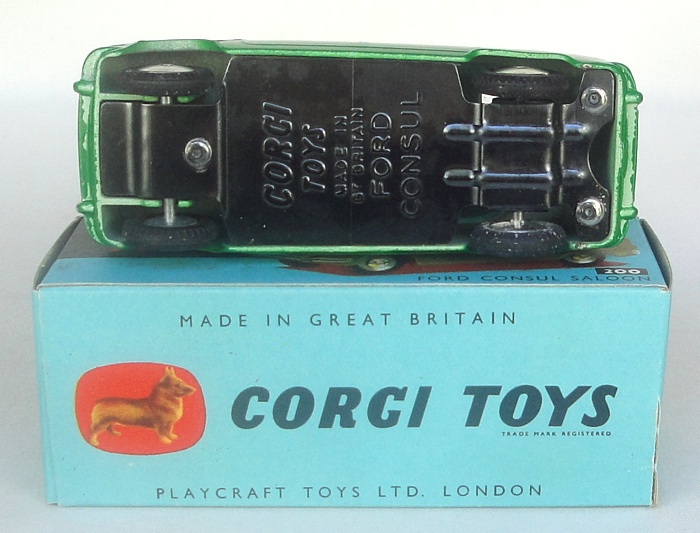 CORGI
TOYS
MADE IN
GT BRITAIN
FORD
CONSUL
200
FORD CONSUL SALOON
MADE IN GREAT BRITAIN
CORGI TOYS
TRADE MARK REGISTERED
PLAYCRAFT TOYS LTD. LONDON